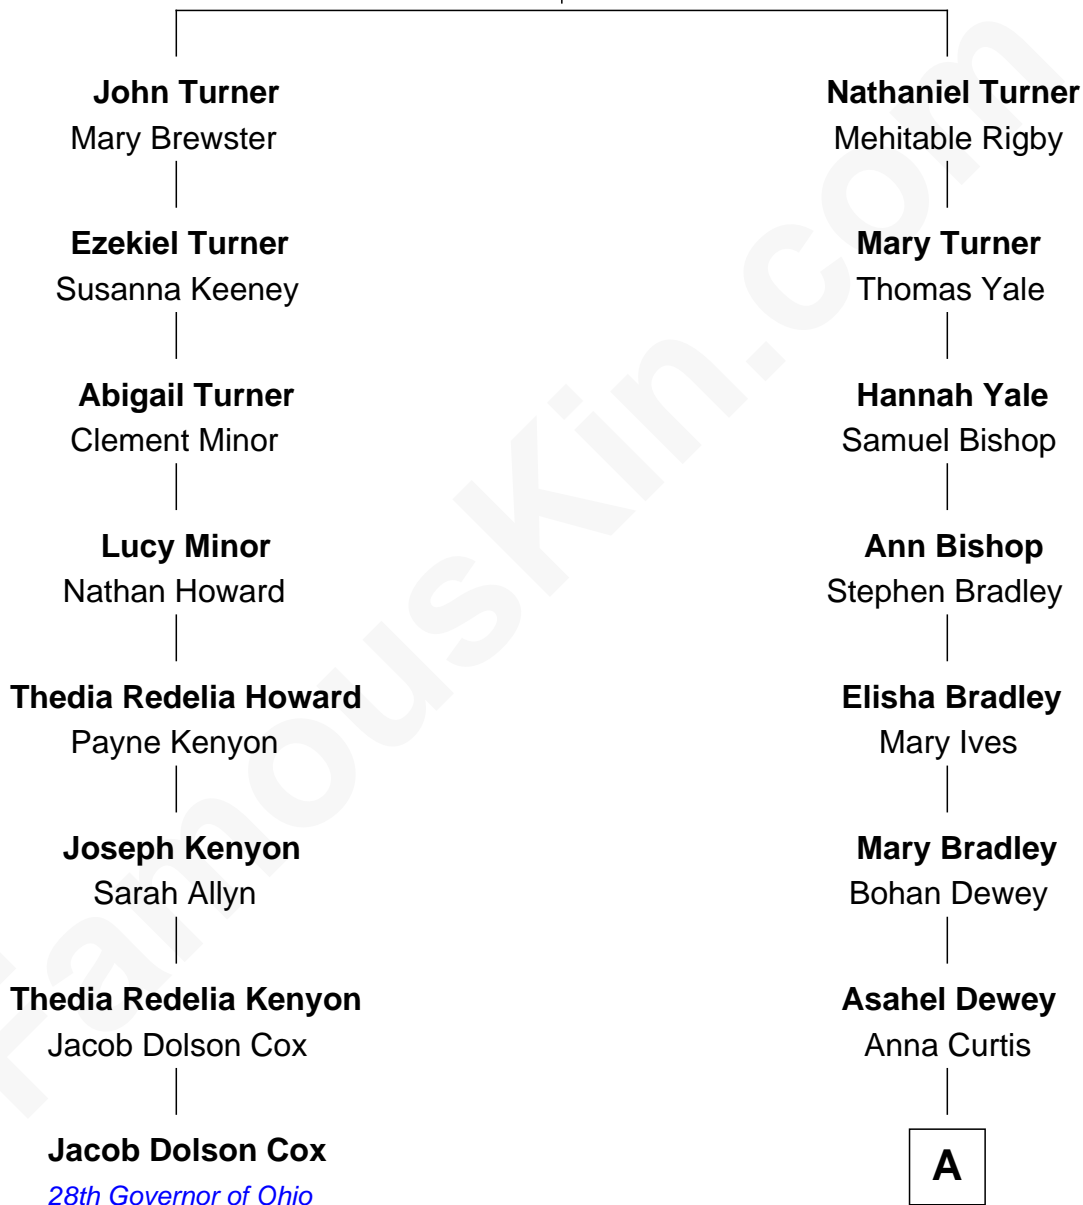 John Turner
Mary Brewster
Ezekiel Turner
Susanna Keeney
Abigail Turner
Clement Minor
Lucy Minor
Nathan Howard
Thedia Redelia Howard
Payne Kenyon
Joseph Kenyon
Sarah Allyn
Thedia Redelia Kenyon
Jacob Dolson Cox
Jacob Dolson Cox
28th Governor of Ohio
Nathaniel Turner
Mehitable Rigby
Mary Turner
Thomas Yale
Hannah Yale
Samuel Bishop
Ann Bishop
Stephen Bradley
Elisha Bradley
Mary Ives
Mary Bradley
Bohan Dewey
Asahel Dewey
Anna Curtis
A
FamousKin.com